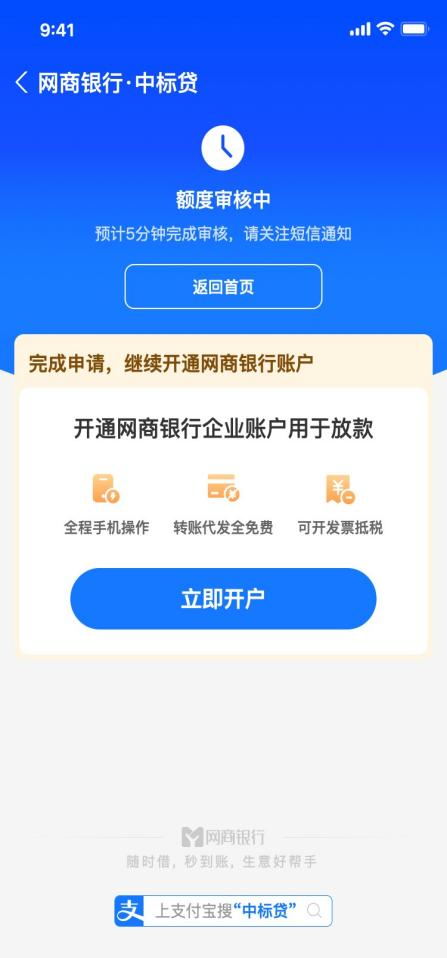 9:41
网商银行·中标贷
额度审核中
预计5分钟完成审核，请关注短信通知
返回首页
完成申请，继续开通网商银行账户
开通网商银行企业账户用于放款
全程手机操作 转账代发全免费 可开发票抵税
立即开户
网商银行
随时借，秒到账，生意好帮手
支 上支付宝搜“中标贷”